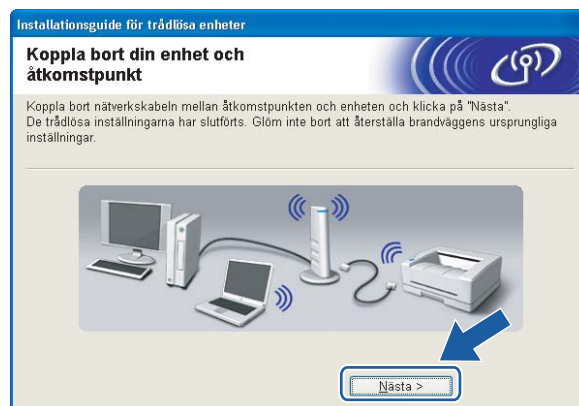 Installationsguide för trådlösa enheter
Koppla bort din enhet och
åtkomstpunkt
Koppla bort nätverkskabeln mellan åtkomstpunkten och enheten och klicka på "Nästa".
De trådlösa inställningarna har slutförts. Glöm inte bort att återställa brandväggens ursprungliga
inställningar.
Nästa >